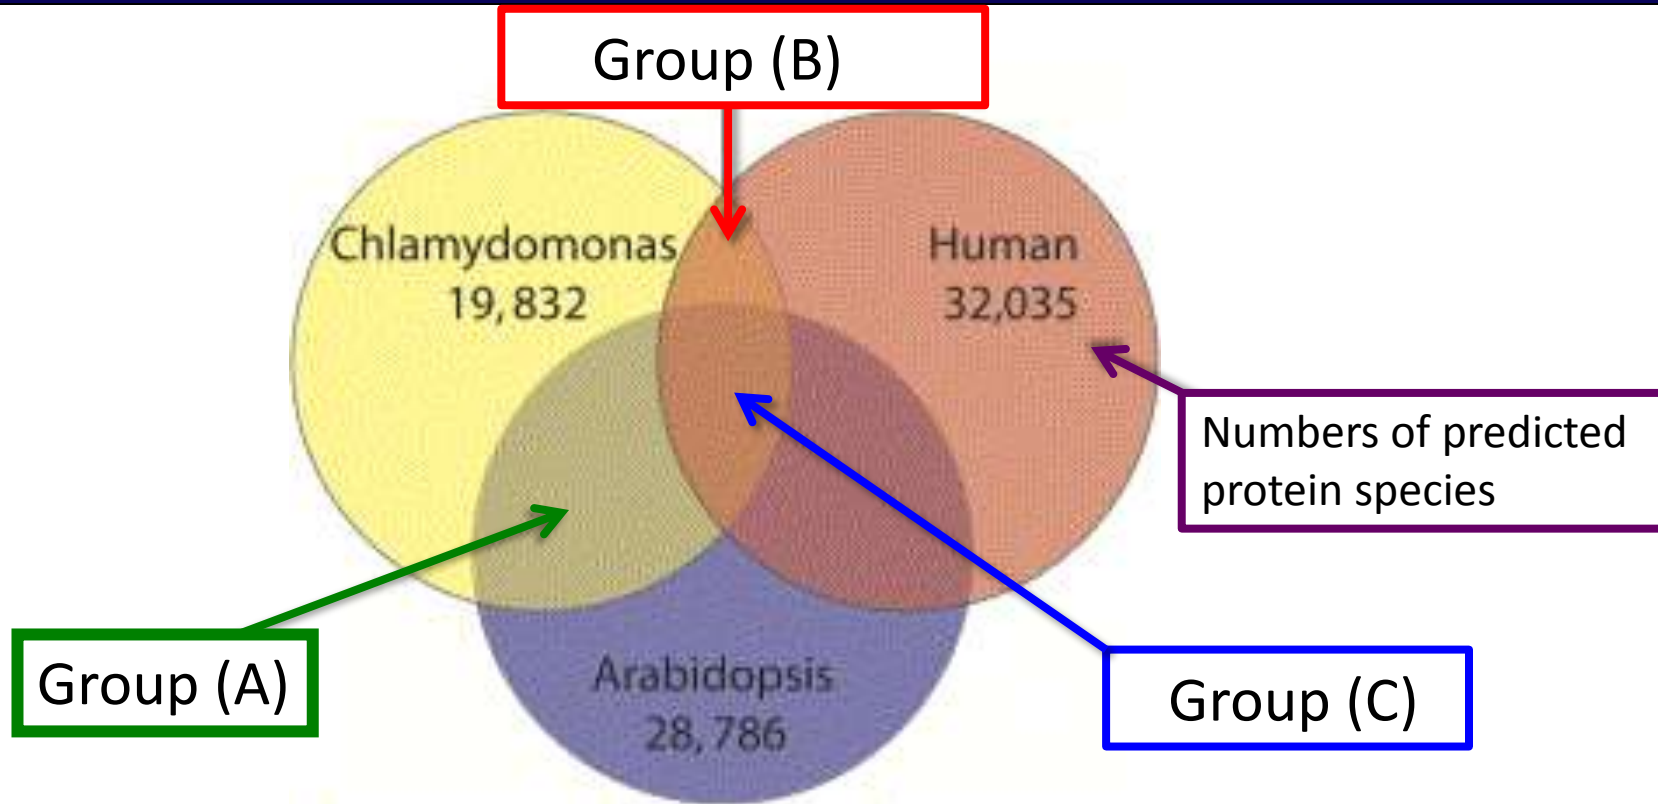 Group (B)
Chlamydomonas
19,832
Human
32,035
Numbers of predicted
protein species
Group (A)
Arabidopsis
28,786
Group (C)